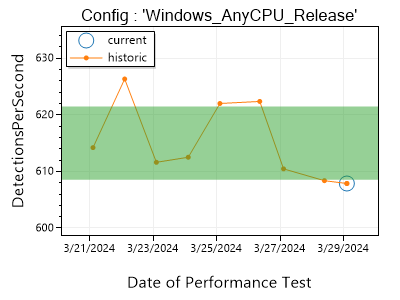 Config : 'Windows_AnyCPU_Release'
current
historic
DetectionsPerSecond
630
620
610
600
3/21/2024 3/23/2024 3/25/2024 3/27/2024 3/29/2024
Date of Performance Test